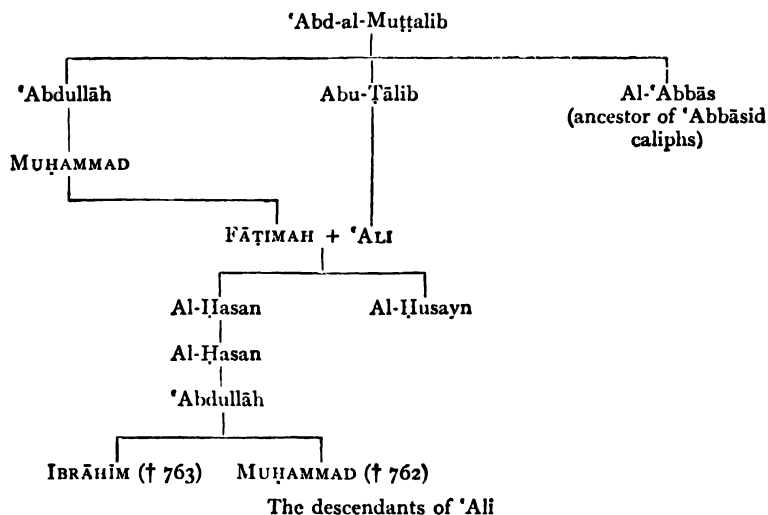 ‘Abd-al-Muṭṭalib
‘Abdullāh Abu-Ṭālib Al-‘Abbās
(ancestor of ‘Abbāsid
caliphs)
MUḤAMMAD
FĀṬIMAH + ‘ALI
Al-Ḥasan Al-Ḥusayn
Al-Ḥasan
‘Abdullāh
IBRĀHĪM († 763) MUḤAMMAD († 762)
The descendants of ‘Ali